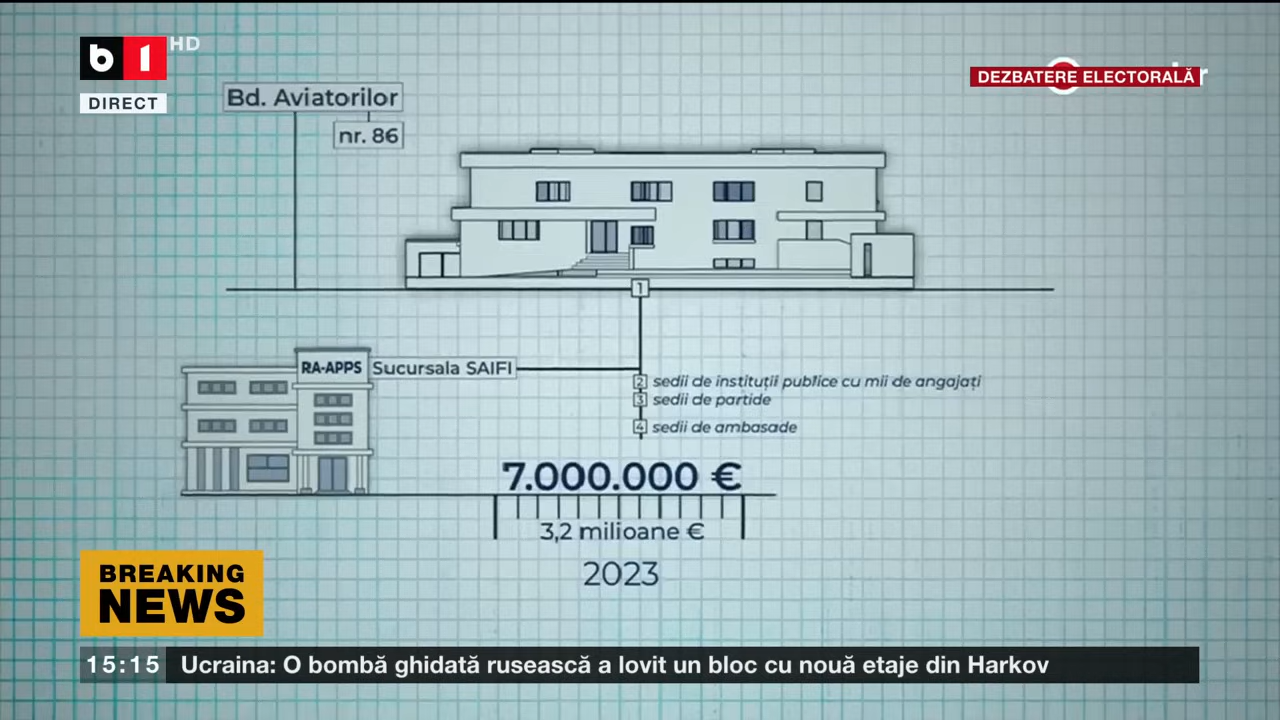 b1 HD
DIRECT
DEZBATERE ELECTORALĂ
Bd. Aviatorilor
nr. 86
1
RA-APPS
Sucursala SAIFI
2 sedii de instituții publice cu mii de angajați
3 sedii de partide
4 sedii de ambasade
7.000.000 €
3,2 milioane €
2023
BREAKING
NEWS
15:15 Ucraina: O bombă ghidată rusească a lovit un bloc cu nouă etaje din Harkov